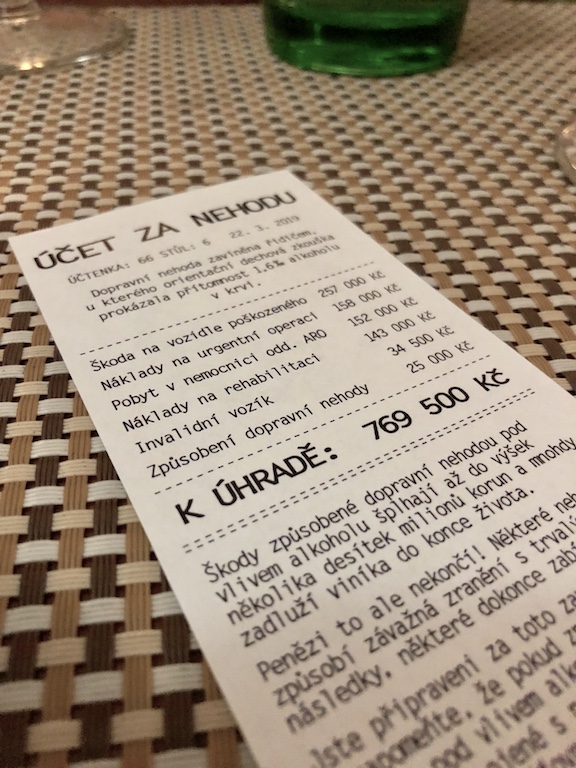 ÚČET ZA NEHODU
ÚČTENKA: 66 STŮL: 6 22. 3. 2019
Dopravní nehoda zaviněna řidičem,
u kterého orientační dechová zkouška
prokázala přítomnost 1,6% alkoholu
v krvi.
Škoda na vozidle poškozeného 257 000 Kč
Náklady na urgentní operaci 158 000 Kč
Pobyt v nemocnici odd. ARO 152 000 Kč
Náklady na rehabilitaci 143 000 Kč
Invalidní vozík 34 500 Kč
Způsobení dopravní nehody 25 000 Kč
K ÚHRADĚ: 769 500 Kč
Škody způsobené dopravní nehodou pod
vlivem alkoholu šplhají až do výšek
několika desítek milionů korun a mnohdy
zadluží viníka do konce života.
Penězi to ale nekončí! Některé
způsobí závažná zranění s
následky, některé dokonce
Jste připraveni za toto
že pokud
pod vlivem